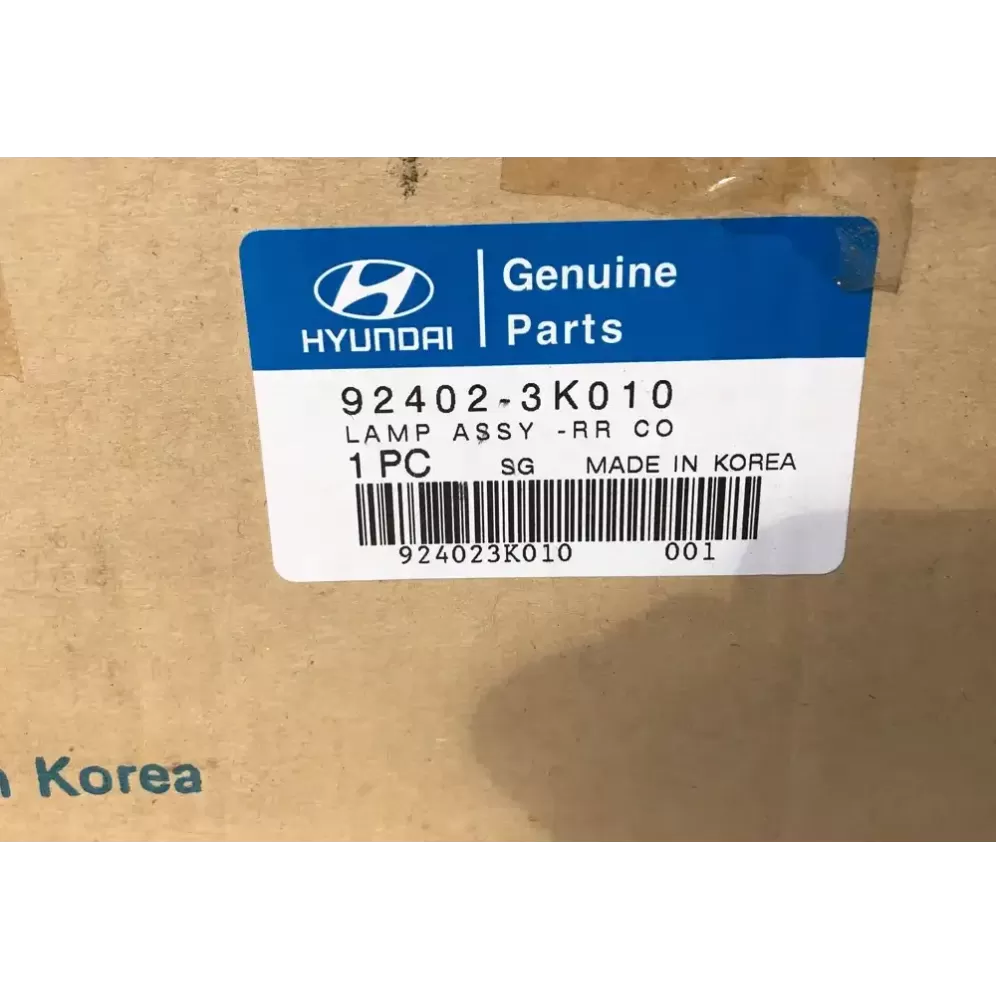 HYUNDAI
Genuine
Parts
92402-3K010
LAMP ASSY -RR CO
1 PC SG MADE IN KOREA
924023K010 001
Korea